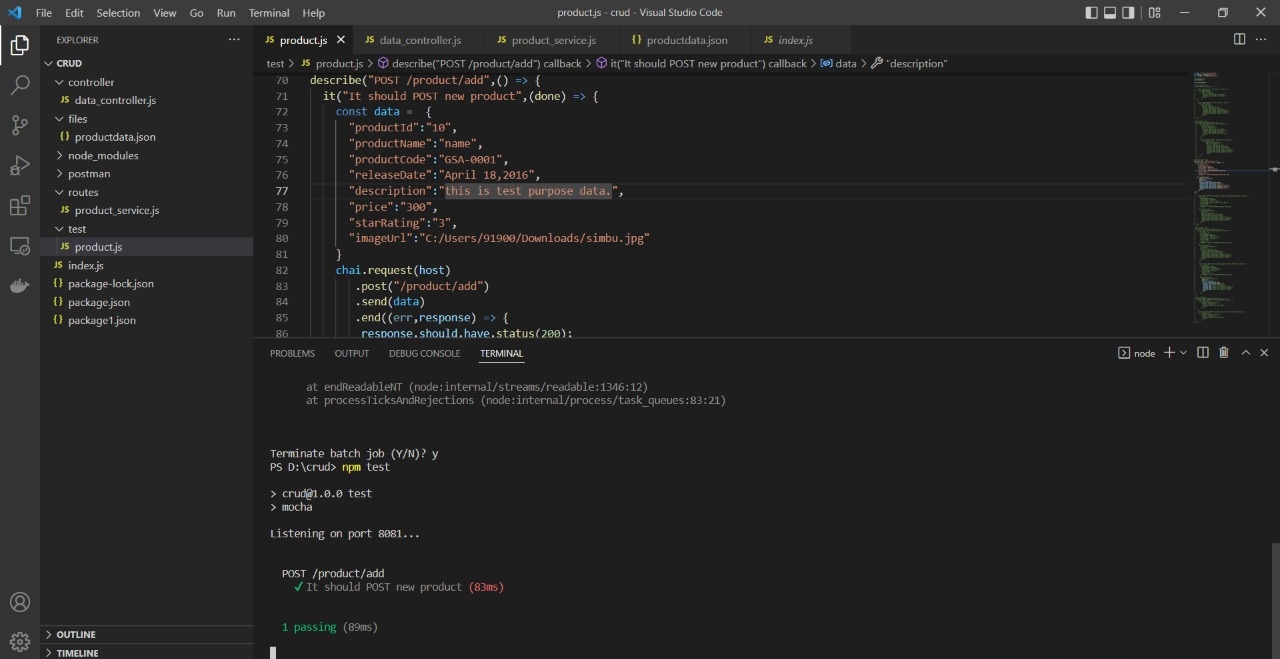 File Edit Selection View Go Run Terminal Help product.js - crud - Visual Studio Code
EXPLORER
CRUD
controller
JS data_controller.js
files
{} productdata.json
node_modules
postman
routes
JS product_service.js
test
JS product.js
JS index.js
{} package-lock.json
{} package.json
{} package1.json
OUTLINE
TIMELINE
JS product.js JS data_controller.js JS product_service.js {} productdata.json JS index.js
test > JS product.js > describe("POST /product/add") callback > it("It should POST new product") callback > data > "description"
70 describe("POST /product/add",() => {
71 it("It should POST new product",(done) => {
72 const data = {
73 "productId":"10",
74 "productName":"name",
75 "productCode":"GSA-0001",
76 "releaseDate":"April 18,2016",
77 "description":"this is test purpose data.",
78 "price":"300",
79 "starRating":"3",
80 "imageUrl":"C:/Users/91900/Downloads/simbu.jpg"
81 }
82 chai.request(host)
83 .post("/product/add")
84 .send(data)
85 .end((err,response) => {
86 response.should.have.status(200);
PROBLEMS OUTPUT DEBUG CONSOLE TERMINAL node
at endReadableNT (node:internal/streams/readable:1346:12)
at processTicksAndRejections (node:internal/process/task_queues:83:21)
Terminate batch job (Y/N)? y
PS D:\crud> npm test
> crud@1.0.0 test
> mocha
Listening on port 8081...
POST /product/add
✓ It should POST new product (83ms)
1 passing (89ms)